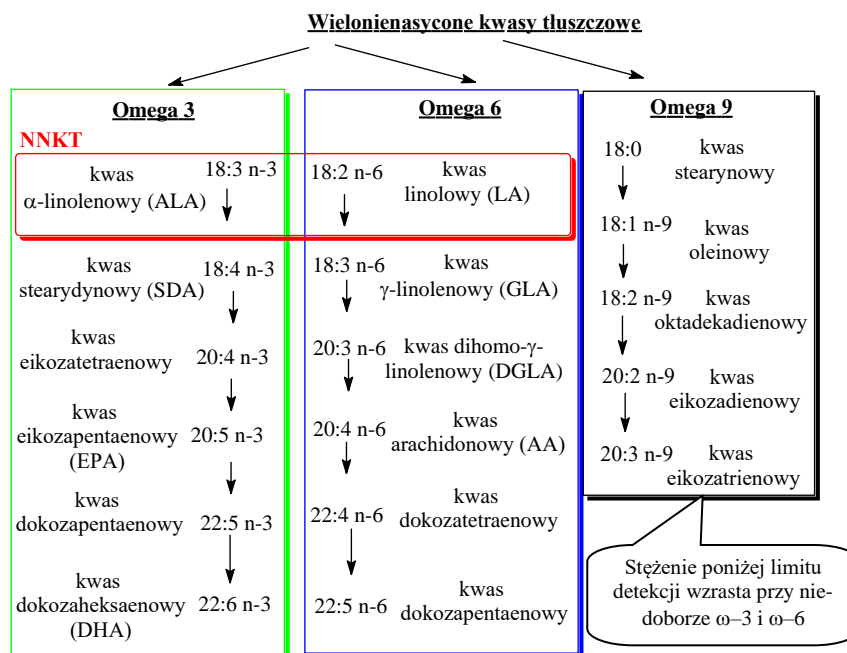 Wielonienasycone kwasy tłuszczowe
Omega 3
NNKT
kwas
α-linolenowy (ALA)
18:3 n-3
kwas
stearydynowy (SDA)
18:4 n-3
kwas
eikozatetraenowy
20:4 n-3
kwas
eikozapentaenowy
(EPA)
20:5 n-3
kwas
dokozapentaenowy
22:5 n-3
kwas
dokozaheksaenowy
(DHA)
22:6 n-3
Omega 6
18:2 n-6
kwas
linolowy (LA)
18:3 n-6
kwas
γ-linolenowy (GLA)
20:3 n-6
kwas dihomo-γ-
linolenowy (DGLA)
20:4 n-6
kwas
arachidonowy (AA)
22:4 n-6
kwas
dokozatetraenowy
22:5 n-6
kwas
dokozapentaenowy
Omega 9
18:0
kwas
stearynowy
18:1 n-9
kwas
oleinowy
18:2 n-9
kwas
oktadekadienowy
20:2 n-9
kwas
eikozadienowy
20:3 n-9
kwas
eikozatrienowy
Stężenie poniżej limitu
detekcji wzrasta przy nie-
doborze ω–3 i ω–6